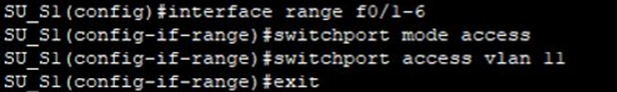 SU_S1(config)#interface range f0/1-6
SU_S1(config-if-range)#switchport mode access
SU_S1(config-if-range)#switchport access vlan 11
SU_S1(config-if-range)#exit